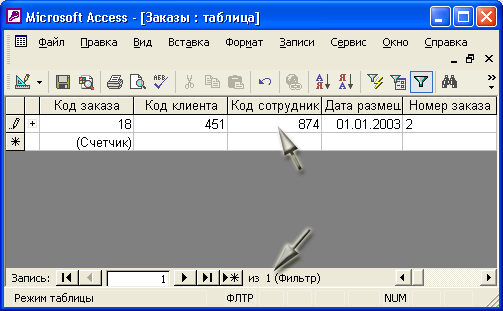 Microsoft Access - [Заказы : таблица]
Файл Правка Вид Вставка Формат Записи Сервис Окно Справка
Код заказа Код клиента Код сотрудник Дата размещ Номер заказа
18 451 874 01.01.2003 2
(Счетчик)
Запись: 1 из 1 (Фильтр)
Режим таблицы ФЛТР NUM